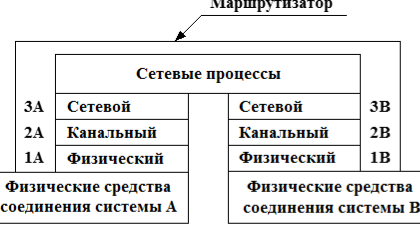 Маршрутизатор
Сетевые процессы
3А Сетевой Сетевой 3В
2А Канальный Канальный 2В
1А Физический Физический 1В
Физические средства Физические средства
соединения системы А соединения системы В